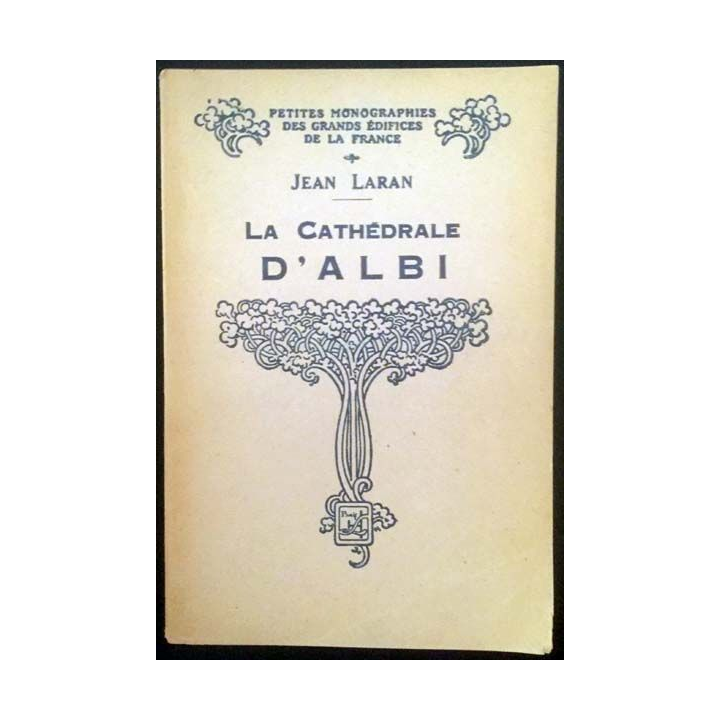 PETITES MONOGRAPHIES
DES GRANDS ÉDIFICES
DE LA FRANCE
JEAN LARAN
LA CATHÉDRALE
D'ALBI